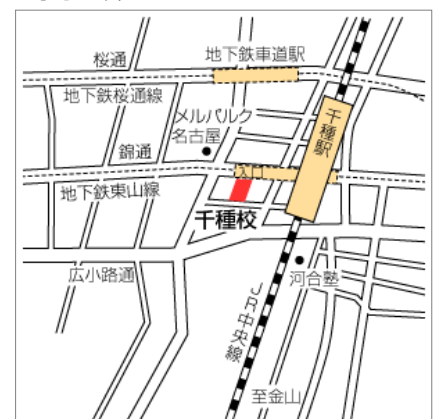 桜通
地下鉄車道駅
地下鉄桜通線
メルパルク
名古屋
千種駅
錦通
入口
地下鉄東山線
千種校
広小路通
河合塾
JR中央線
至金山